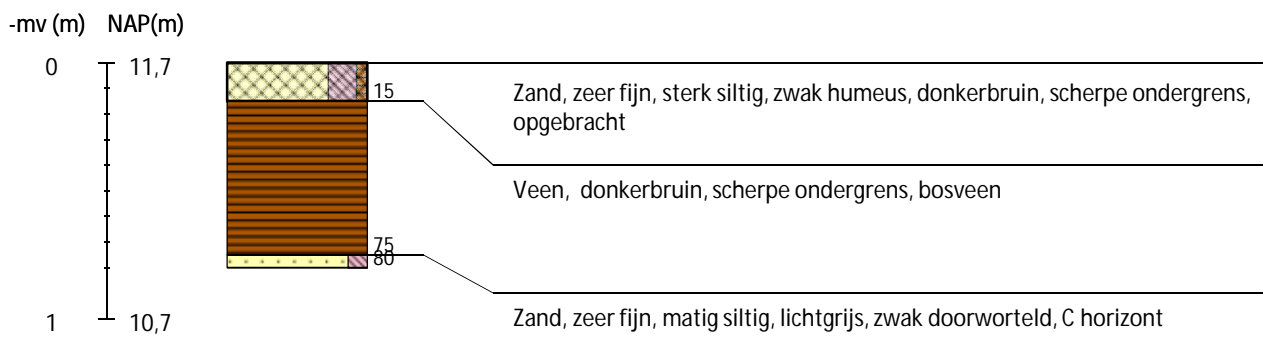 -mv (m) NAP(m)
0 11,7
15
Zand, zeer fijn, sterk siltig, zwak humeus, donkerbruin, scherpe ondergrens,
opgebracht
Veen, donkerbruin, scherpe ondergrens, bosveen
75
80
1 10,7
Zand, zeer fijn, matig siltig, lichtgrijs, zwak doorworteld, C horizont